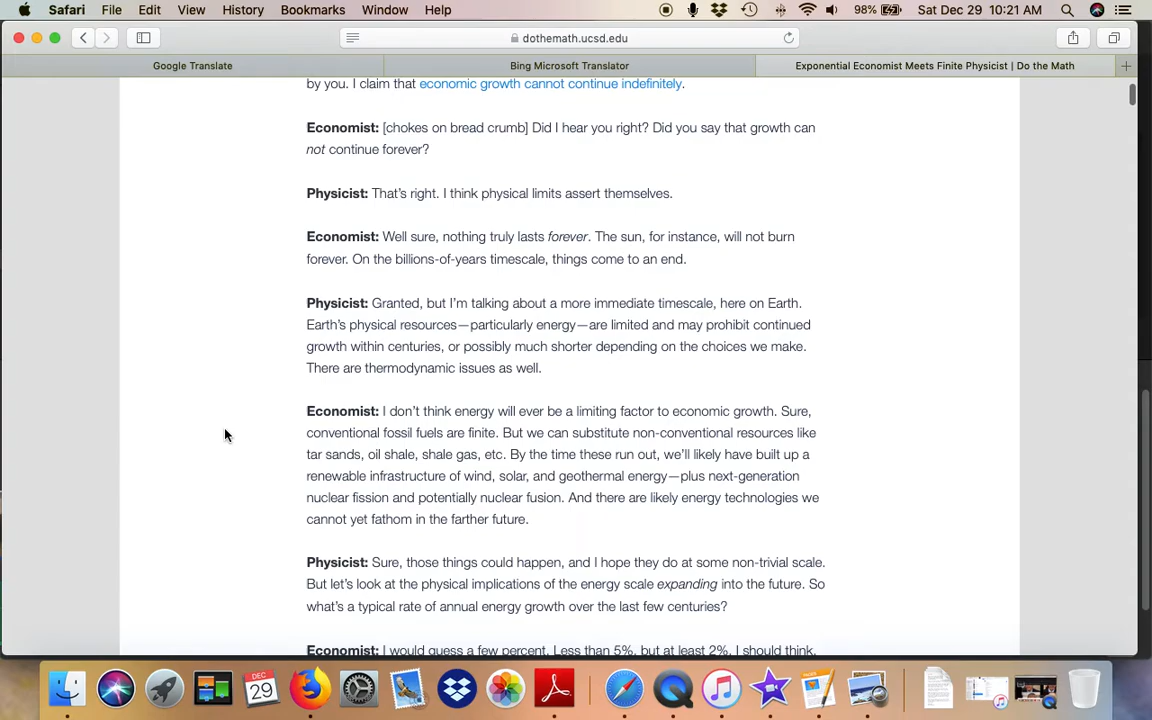 Safari File Edit View History Bookmarks Window Help 98% Sat Dec 29 10:21 AM
dothemath.ucsd.edu
Google Translate Bing Microsoft Translator Exponential Economist Meets Finite Physicist | Do the Math
by you. I claim that economic growth cannot continue indefinitely.
Economist: [chokes on bread crumb] Did I hear you right? Did you say that growth can
not continue forever?
Physicist: That's right. I think physical limits assert themselves.
Economist: Well sure, nothing truly lasts forever. The sun, for instance, will not burn
forever. On the billions-of-years timescale, things come to an end.
Physicist: Granted, but I'm talking about a more immediate timescale, here on Earth.
Earth's physical resources—particularly energy—are limited and may prohibit continued
growth within centuries, or possibly much shorter depending on the choices we make.
There are thermodynamic issues as well.
Economist: I don't think energy will ever be a limiting factor to economic growth. Sure,
conventional fossil fuels are finite. But we can substitute non-conventional resources like
tar sands, oil shale, shale gas, etc. By the time these run out, we'll likely have built up a
renewable infrastructure of wind, solar, and geothermal energy—plus next-generation
nuclear fission and potentially nuclear fusion. And there are likely energy technologies we
cannot yet fathom in the farther future.
Physicist: Sure, those things could happen, and I hope they do at some non-trivial scale.
But let's look at the physical implications of the energy scale expanding into the future. So
what's a typical rate of annual energy growth over the last few centuries?
Economist: I would guess a few percent. Less than 5%, but at least 2%, I should think.
DEC
29